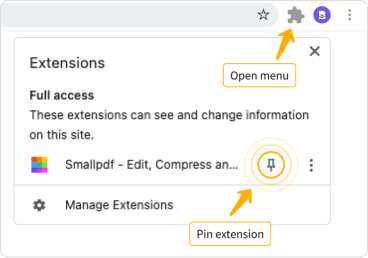 Open menu
Extensions
Full access
These extensions can see and change information
on this site.
Smallpdf - Edit, Compress an...
Manage Extensions
Pin extension